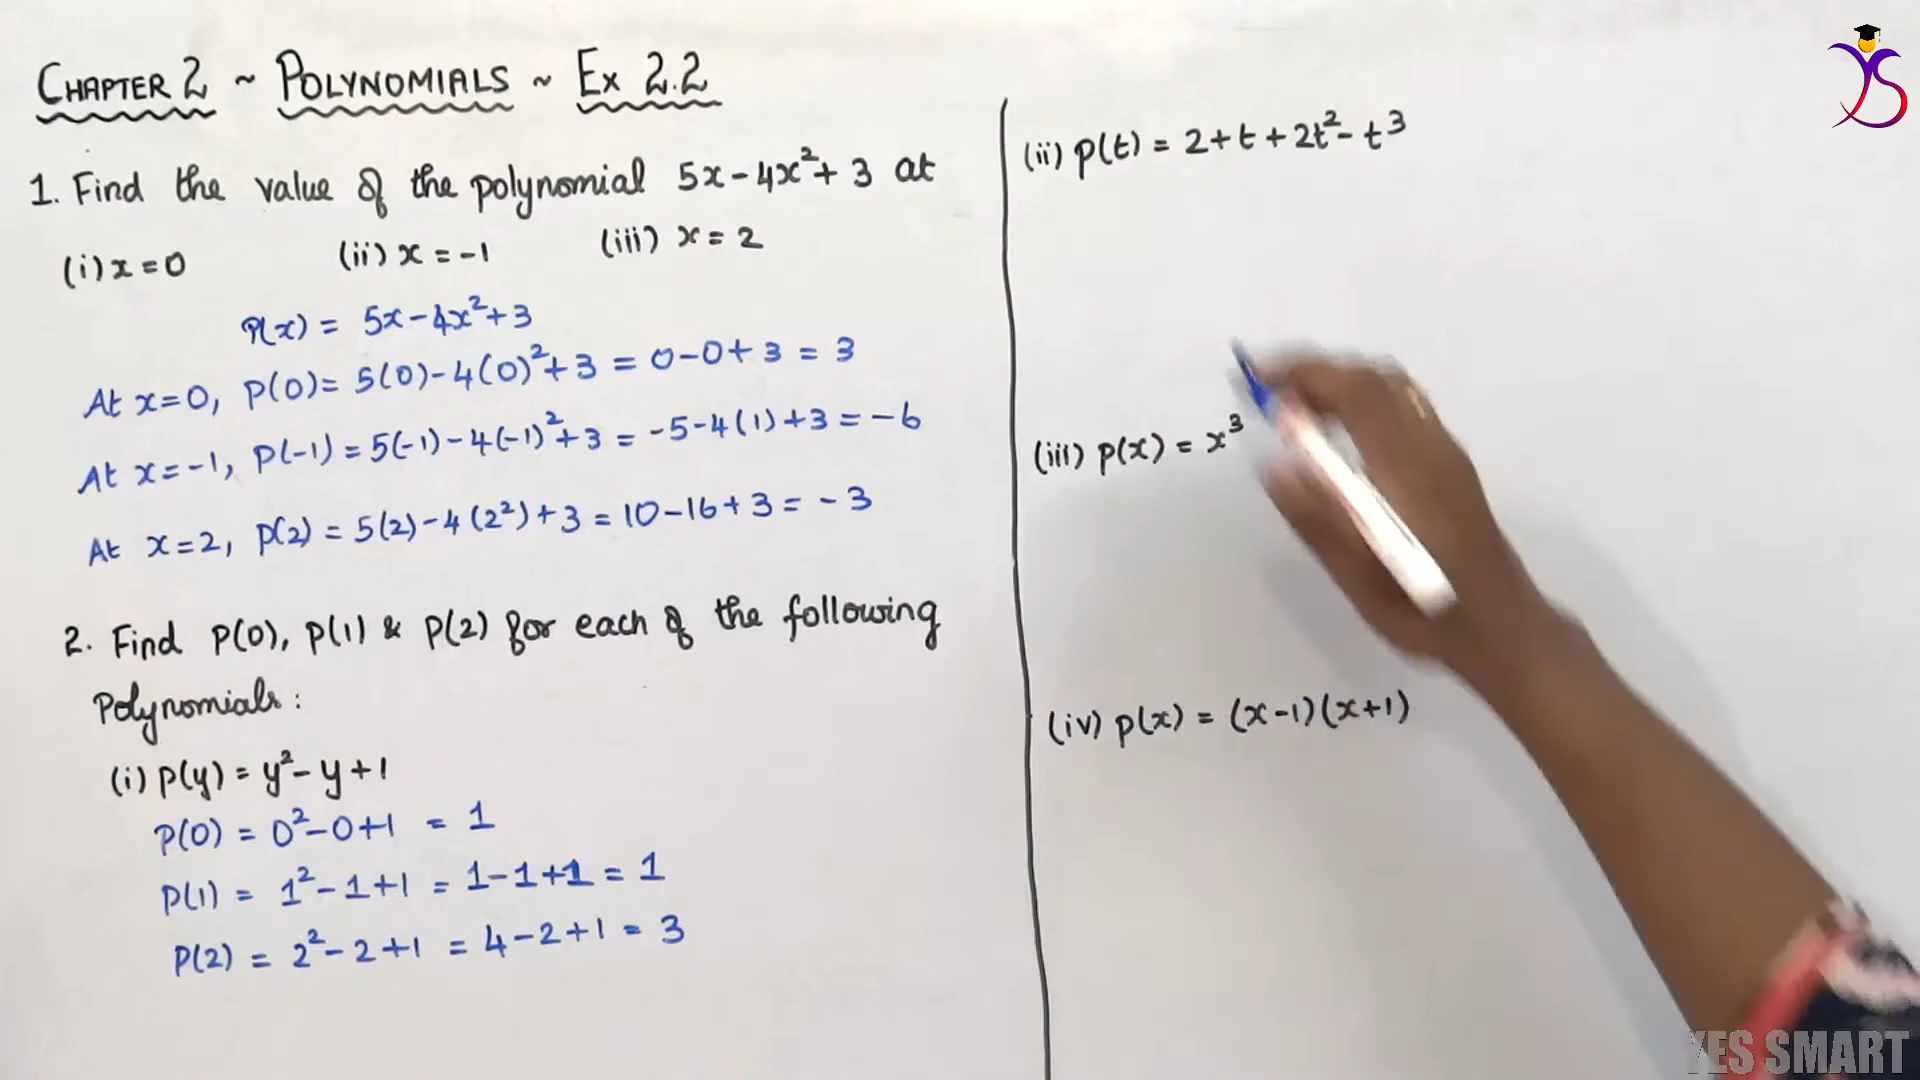 CHAPTER 2 ~ POLYNOMIALS ~ Ex 2.2
1. Find the value of the polynomial 5x - 4x² + 3 at
(i) x = 0 (ii) x = -1 (iii) x = 2
P(x) = 5x - 4x² + 3
At x = 0, P(0) = 5(0) - 4(0)² + 3 = 0 - 0 + 3 = 3
At x = -1, P(-1) = 5(-1) - 4(-1)² + 3 = -5 - 4(1) + 3 = -6
At x = 2, P(2) = 5(2) - 4(2²) + 3 = 10 - 16 + 3 = -3
2. Find P(0), P(1) & P(2) for each of the following
Polynomials:
(i) P(y) = y² - y + 1
P(0) = 0² - 0 + 1 = 1
P(1) = 1² - 1 + 1 = 1 - 1 + 1 = 1
P(2) = 2² - 2 + 1 = 4 - 2 + 1 = 3
(ii) P(t) = 2 + t + 2t² - t³
(iii) P(x) = x³
(iv) P(x) = (x-1)(x+1)
YS
YES SMART